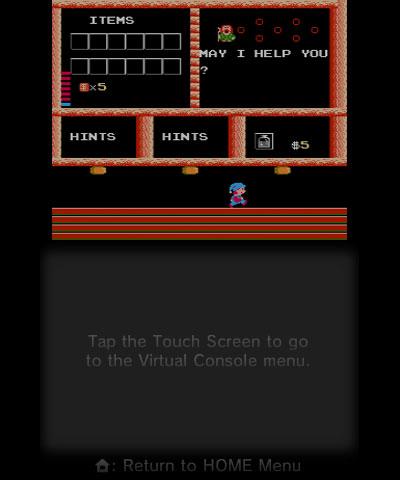 ITEMS
×5
MAY I HELP YOU
?
HINTS
HINTS
#5
Tap the Touch Screen to go
to the Virtual Console menu.
: Return to HOME Menu